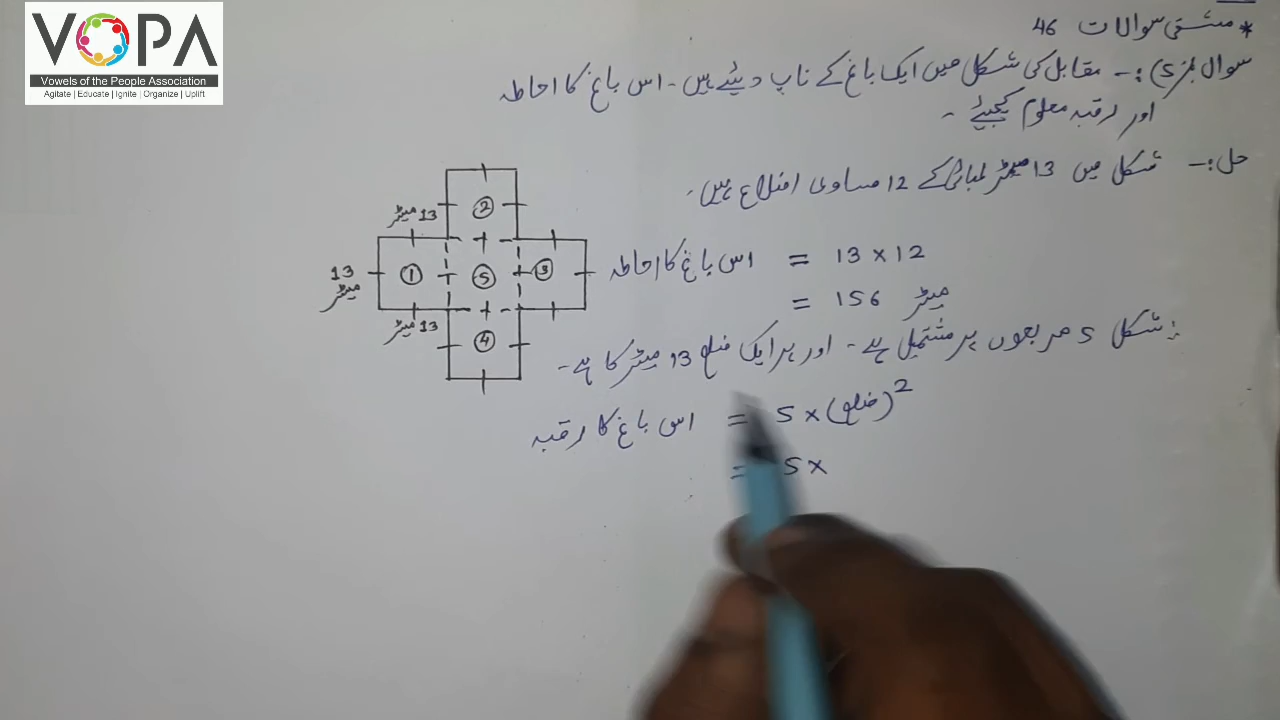 VOPA
Vowels of the People Association
Agitate | Educate | Ignite | Organize | Uplift
* مشقی سوالات 46
سوال نمبر 5) :- مقابل کی شکل میں ایک باغ کے ناپ دیئے ہیں - اس باغ کا احاطہ
اور رقبہ معلوم کیجیئے -
حل :- شکل میں 13 میٹر لمبائی کے 12 مساوی اضلاع ہیں -
اس باغ کا احاطہ = 13 × 12
= 156 میٹر
شکل 5 مربعوں پر مشتمل ہے - اور ہر ایک ضلع 13 میٹر کا ہے -
اس باغ کا رقبہ = 5 × (ضلع)²
= 5 ×
2
13 میٹر
13
میٹر
1
5
3
13 میٹر
4